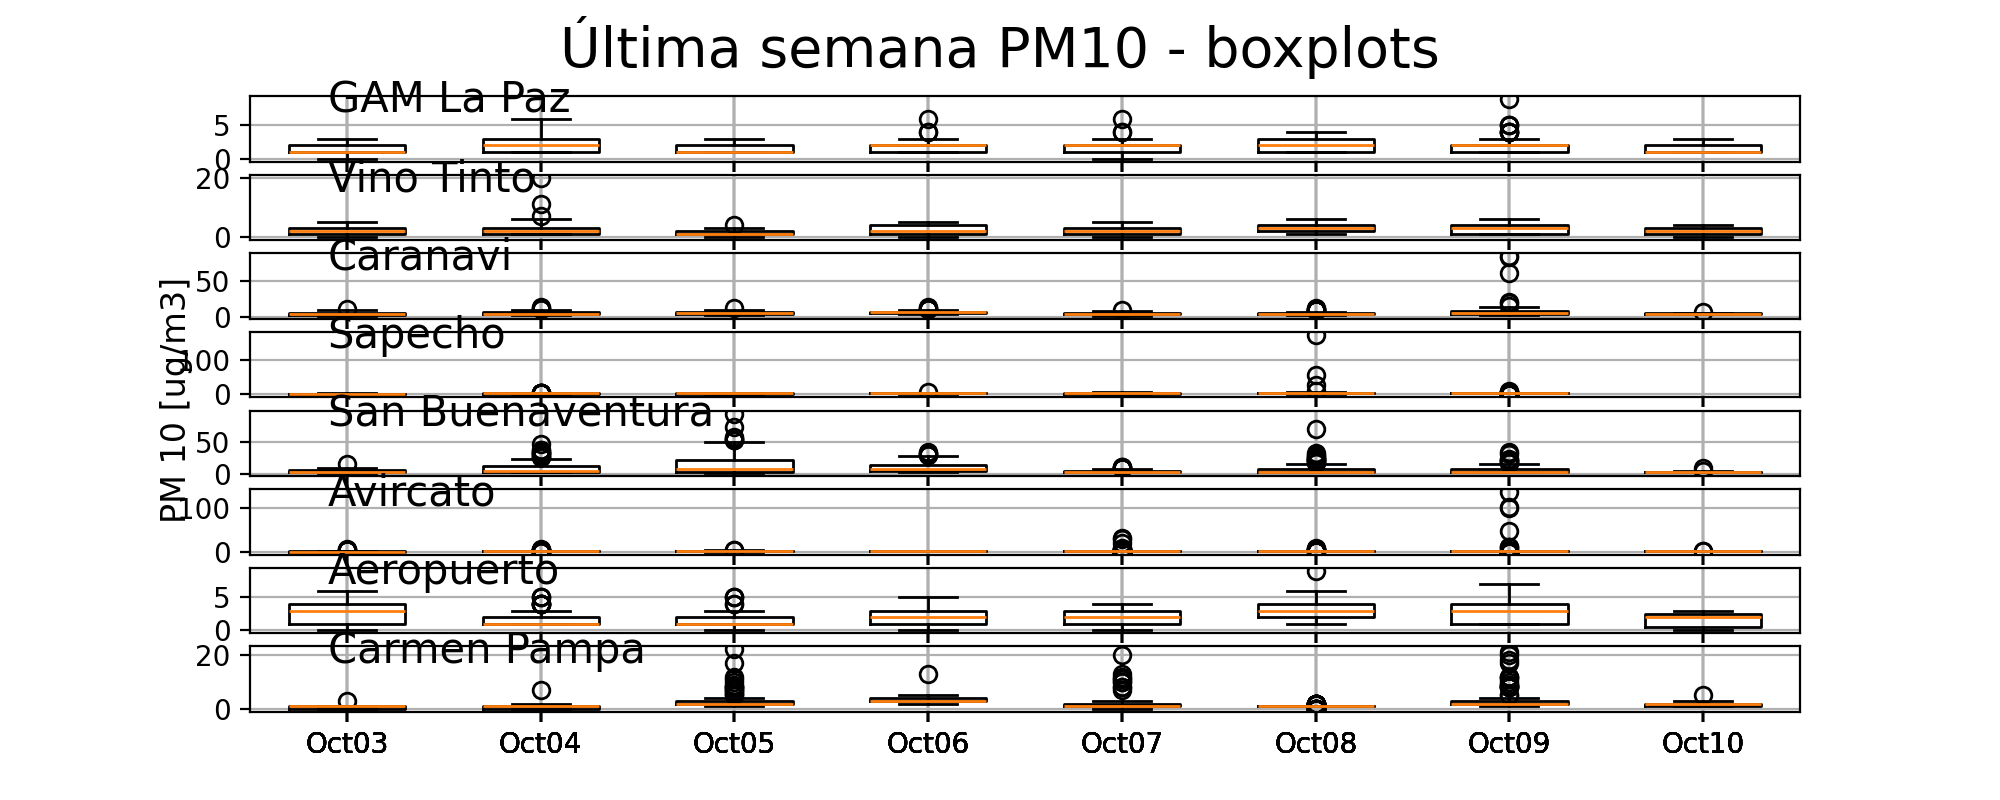 Última semana PM10 - boxplots
GAM La Paz
5
0
Vino Tinto
20
0
Caranavi
50
0
Sapecho
100
0
San Buenaventura
50
0
Avircato
100
0
Aeropuerto
5
0
Carmen Pampa
20
0
PM 10 [ug/m3]
Oct03 Oct04 Oct05 Oct06 Oct07 Oct08 Oct09 Oct10